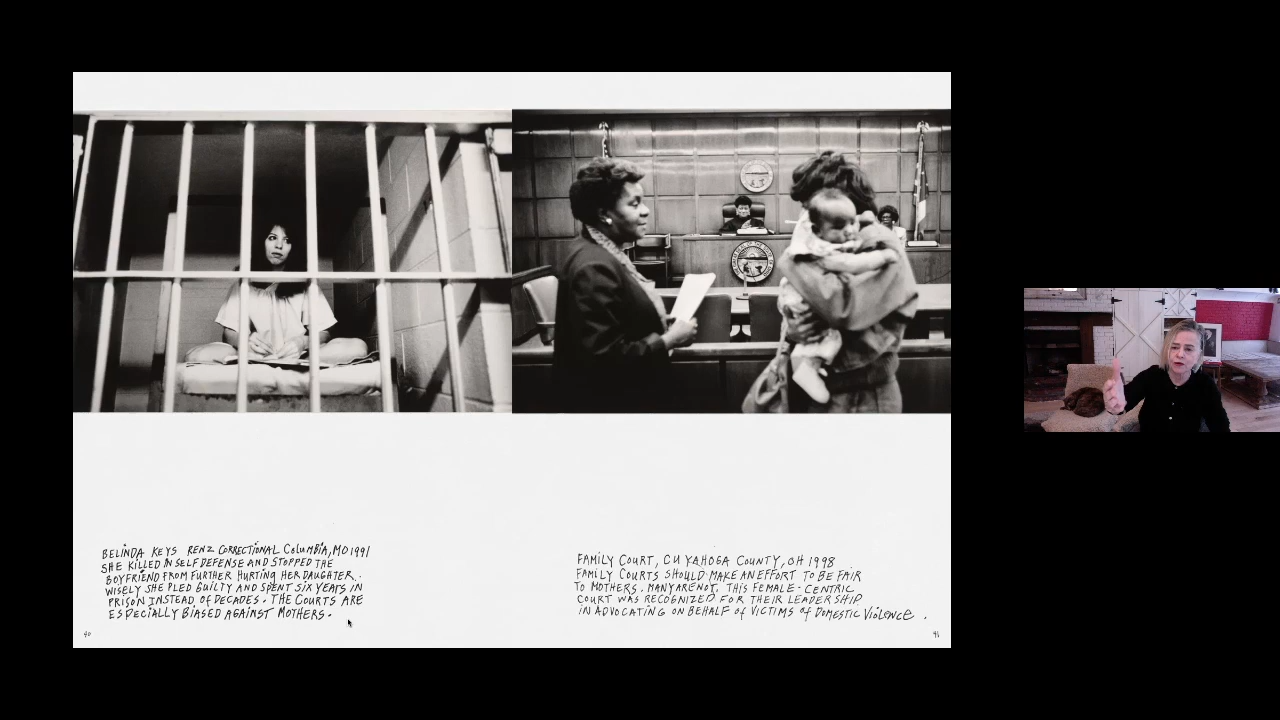 BELINDA KEYS RENZ CORRECTIONAL COLUMBIA, MO 1991
SHE KILLED IN SELF DEFENSE AND STOPPED THE
BOYFRIEND FROM FURTHER HURTING HER DAUGHTER.
WISELY SHE PLED GUILTY AND SPENT SIX YEARS IN
PRISON INSTEAD OF DECADES. THE COURTS ARE
ESPECIALLY BIASED AGAINST MOTHERS.
40
FAMILY COURT, CUYAHOGA COUNTY, OH 1998
FAMILY COURTS SHOULD MAKE AN EFFORT TO BE FAIR
TO MOTHERS. MANY ARENOT. THIS FEMALE-CENTRIC
COURT WAS RECOGNIZED FOR THEIR LEADERSHIP
IN ADVOCATING ON BEHALF OF VICTIMS OF DOMESTIC VIOLENCE.
41